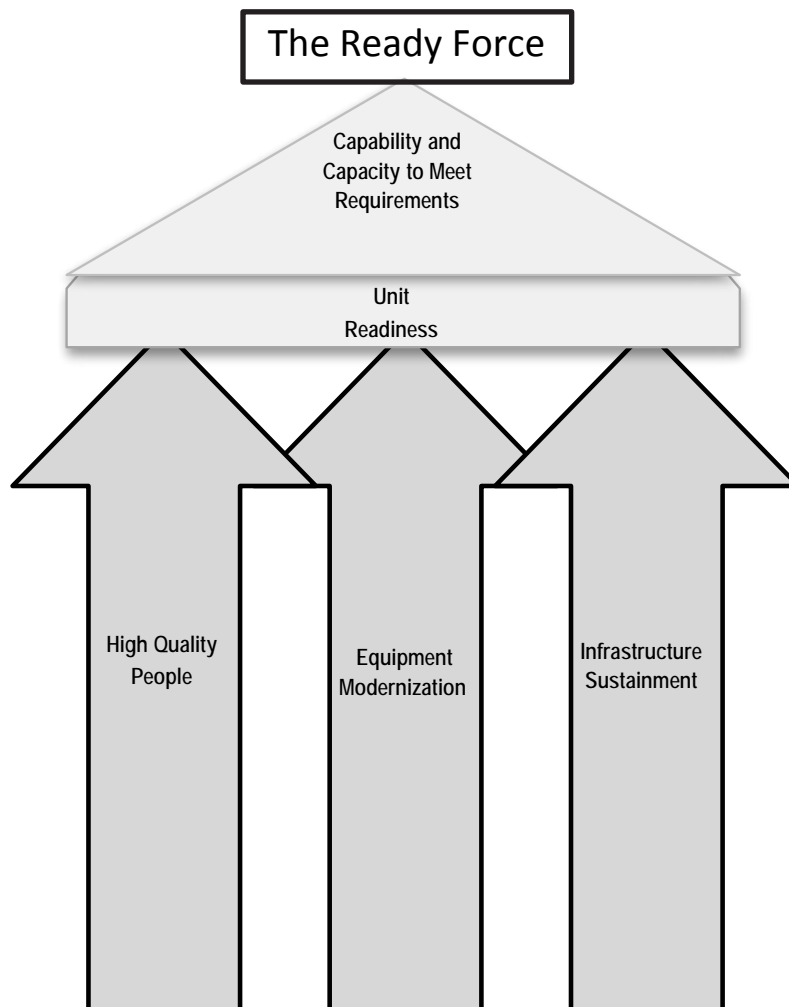 The Ready Force
Capability and
Capacity to Meet
Requirements
Unit
Readiness
High Quality
People
Equipment
Modernization
Infrastructure
Sustainment